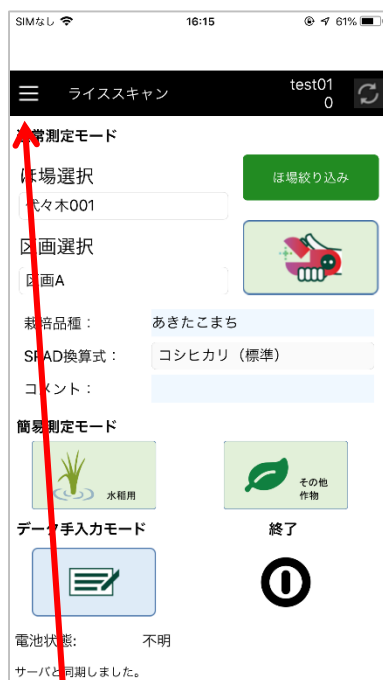 SIMなし 16:15 61%
ライススキャン test01
0
通常測定モード
ほ場選択
ほ場絞り込み
代々木001
区画選択
区画A
栽培品種： あきたこまち
SPAD換算式： コシヒカリ（標準）
コメント：
簡易測定モード
水稲用
その他
作物
データ手入力モード 終了
電池状態: 不明
サーバと同期しました。